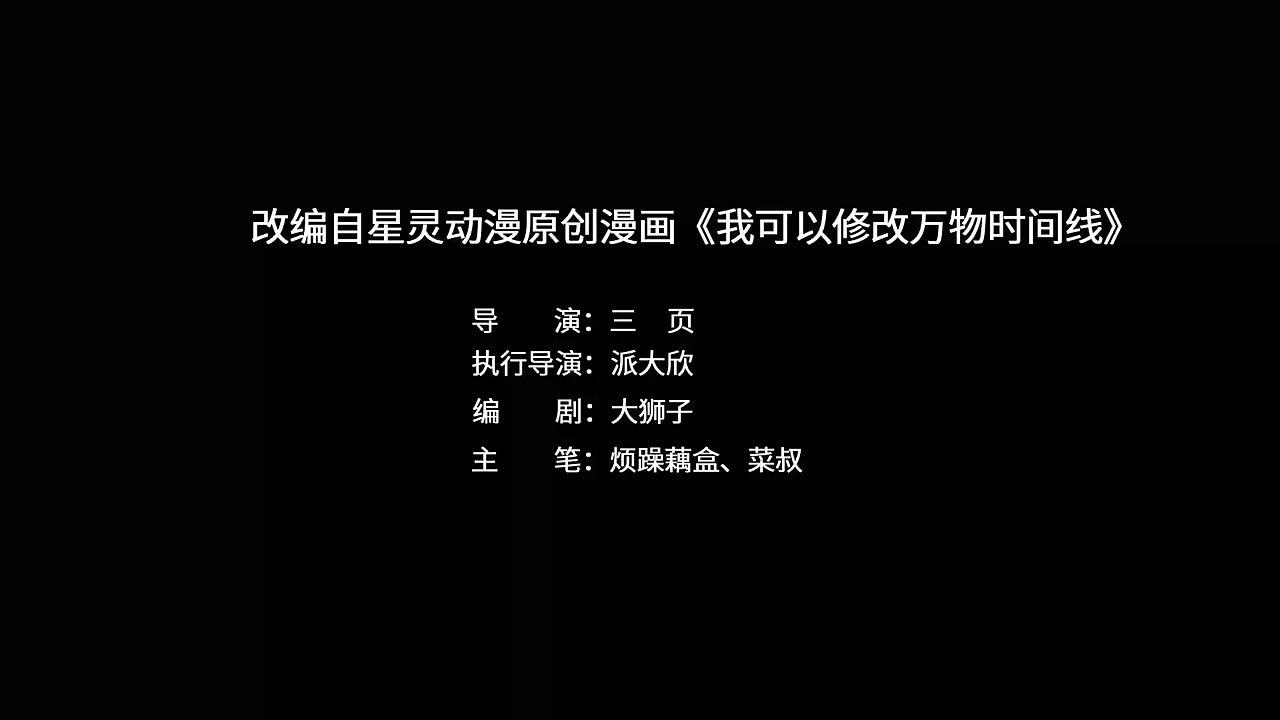 改编自星灵动漫原创漫画《我可以修改万物时间线》
导　　演：三　页
执行导演：派大欣
编　　剧：大狮子
主　　笔：烦躁藕盒、菜叔